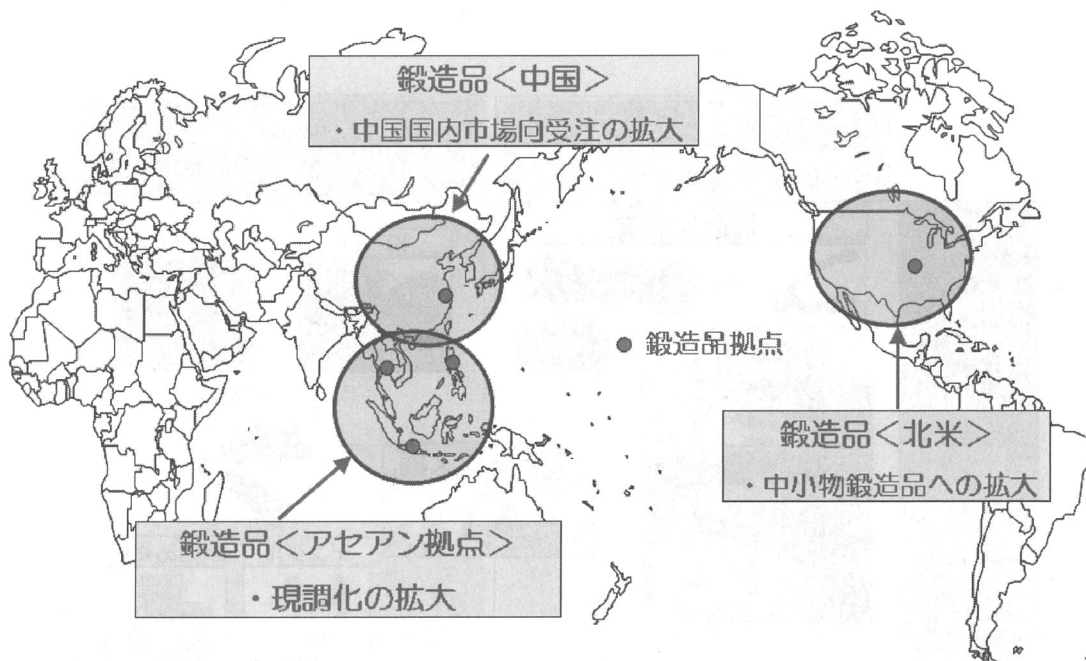 鍛造品＜中国＞
・中国国内市場向受注の拡大
● 鍛造品拠点
鍛造品＜北米＞
・中小物鍛造品への拡大
鍛造品＜アセアン拠点＞
・現調化の拡大